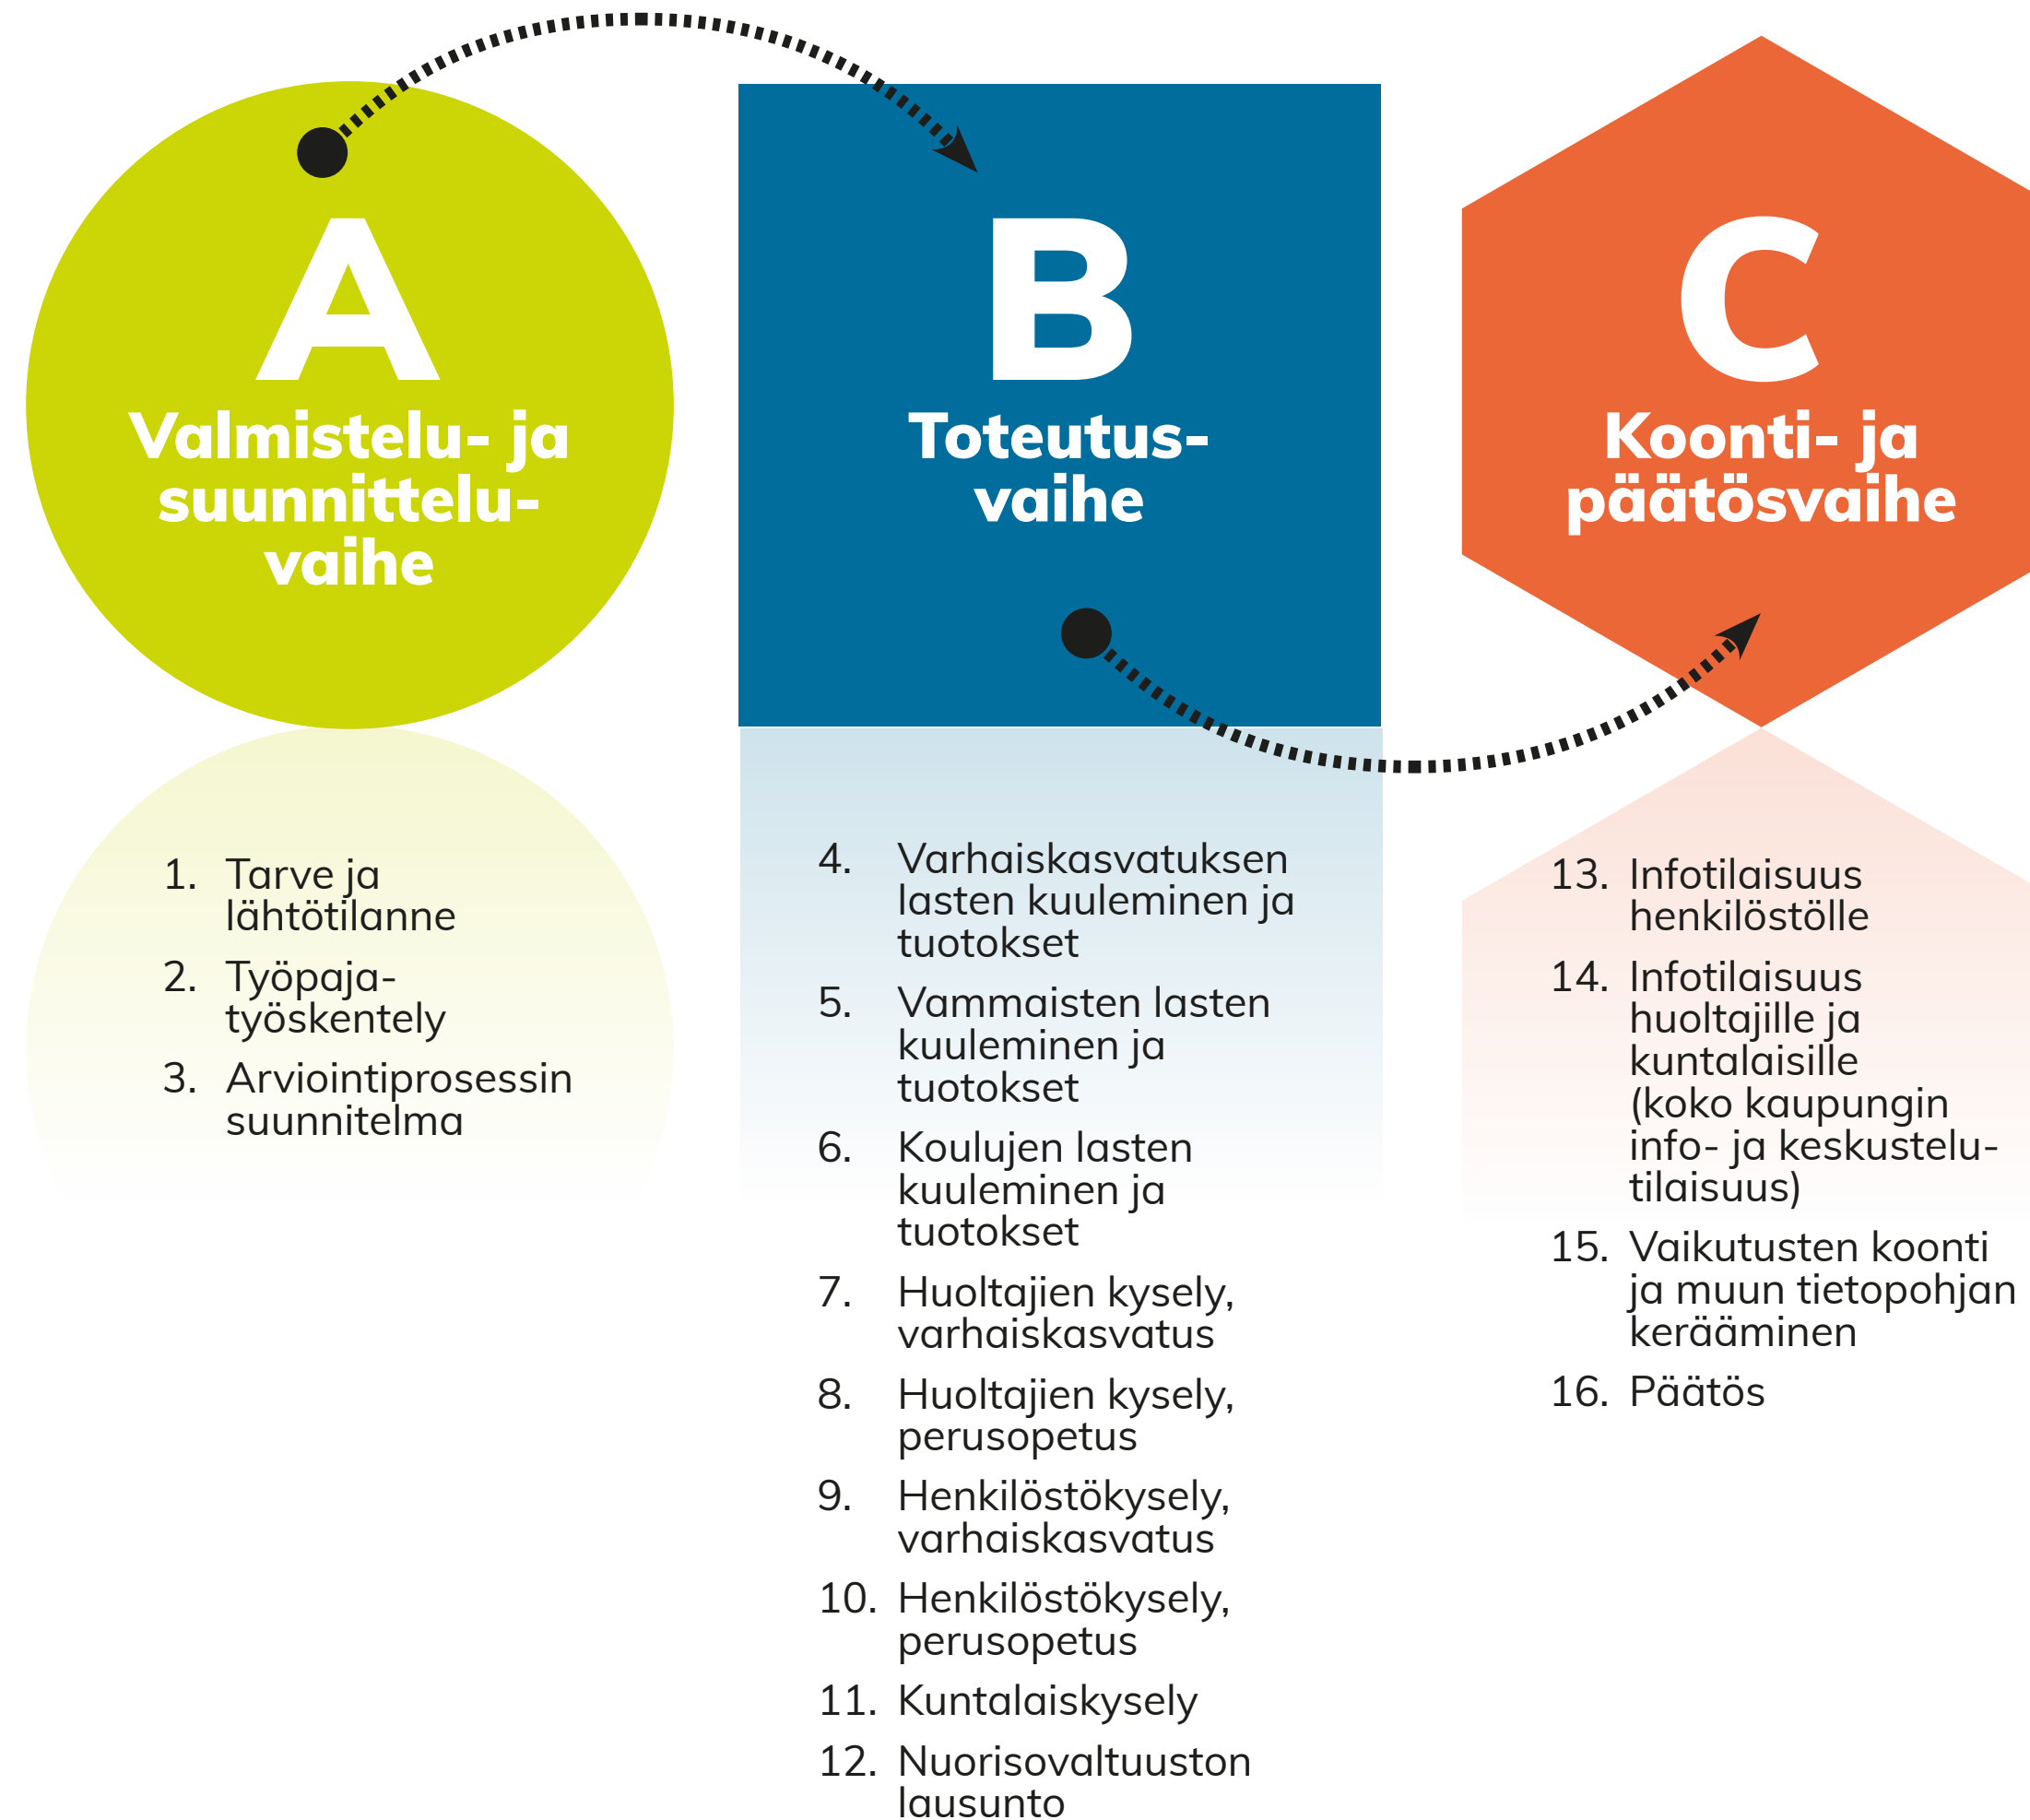 A
Valmistelu- ja
suunnittelu-
vaihe
1. Tarve ja
lähtötilanne
2. Työpaja-
työskentely
3. Arviointiprosessin
suunnitelma
B
Toteutus-
vaihe
4. Varhaiskasvatuksen
lasten kuuleminen ja
tuotokset
5. Vammaisten lasten
kuuleminen ja
tuotokset
6. Koulujen lasten
kuuleminen ja
tuotokset
7. Huoltajien kysely,
varhaiskasvatus
8. Huoltajien kysely,
perusopetus
9. Henkilöstökysely,
varhaiskasvatus
10. Henkilöstökysely,
perusopetus
11. Kuntalaiskysely
12. Nuorisovaltuuston
lausunto
C
Koonti- ja
päätösvaihe
13. Infotilaisuus
henkilöstölle
14. Infotilaisuus
huoltajille ja
kuntalaisille
(koko kaupungin
info- ja keskustelu-
tilaisuus)
15. Vaikutusten koonti
ja muun tietopohjan
kerääminen
16. Päätös